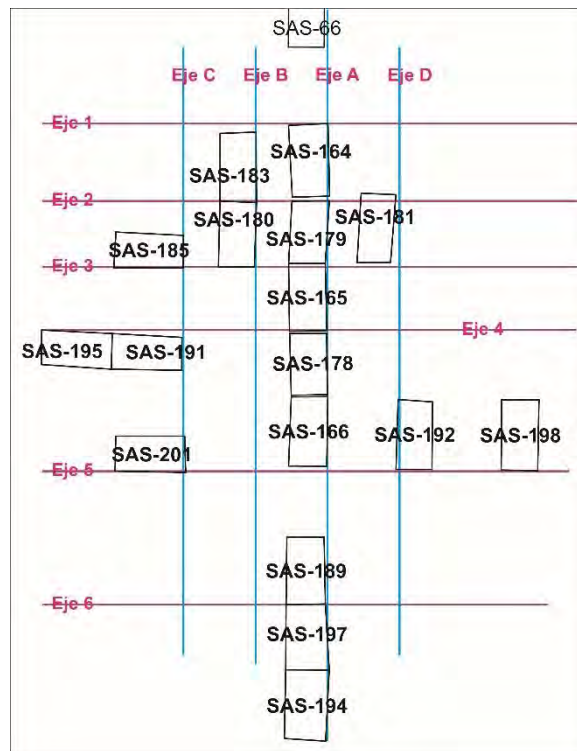 SAS-66
Eje C Eje B Eje A Eje D
Eje 1
SAS-164
SAS-183
Eje 2
SAS-180 SAS-181
SAS-179
SAS-185
Eje 3
SAS-165
Eje 4
SAS-195 SAS-191
SAS-178
SAS-166 SAS-192 SAS-198
SAS-201
Eje 5
SAS-189
Eje 6
SAS-197
SAS-194